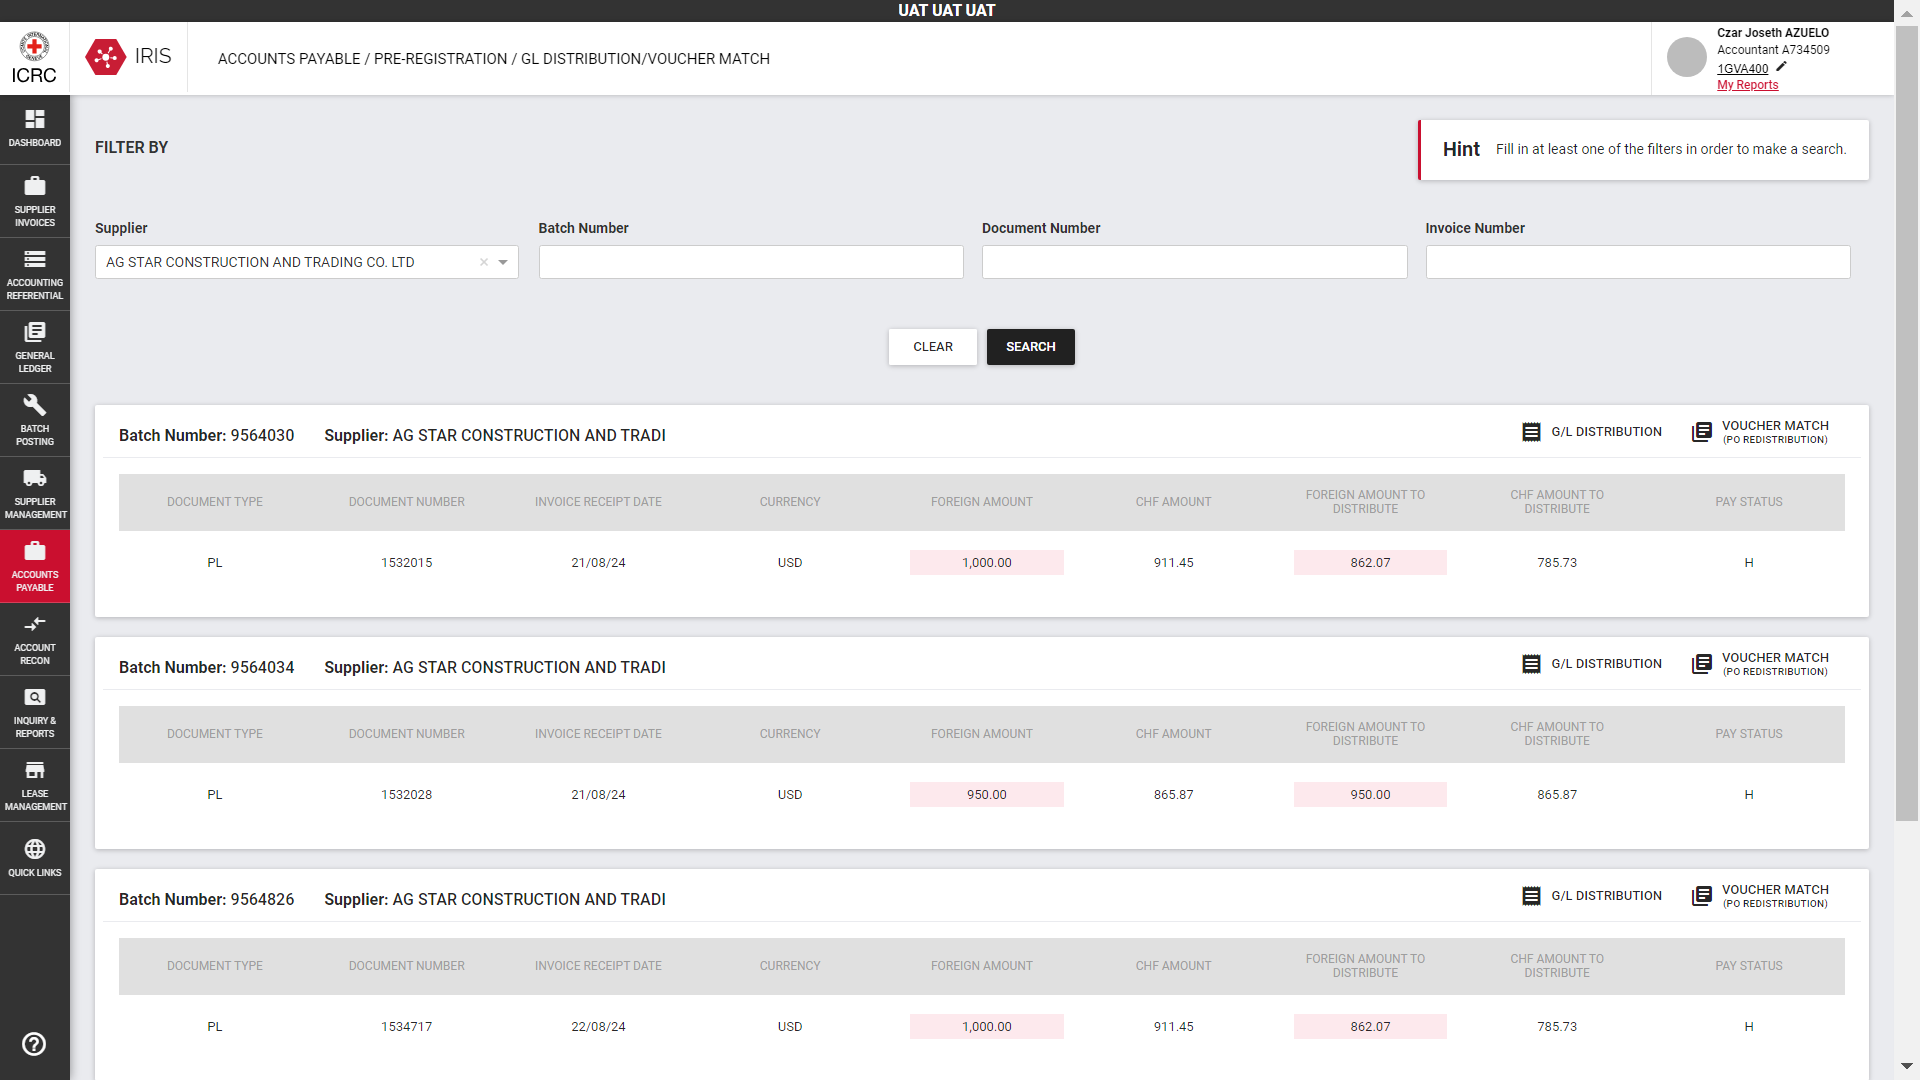 UAT UAT UAT
ICRC
IRIS
ACCOUNTS PAYABLE / PRE-REGISTRATION / GL DISTRIBUTION/VOUCHER MATCH
Czar Joseth AZUELO
Accountant A734509
1GVA400
My Reports
DASHBOARD
SUPPLIER
INVOICES
ACCOUNTING
REFERENTIAL
GENERAL
LEDGER
BATCH
POSTING
SUPPLIER
MANAGEMENT
ACCOUNTS
PAYABLE
ACCOUNT
RECON
INQUIRY &
REPORTS
LEASE
MANAGEMENT
QUICK LINKS
FILTER BY
Hint Fill in at least one of the filters in order to make a search.
Supplier Batch Number Document Number Invoice Number
AG STAR CONSTRUCTION AND TRADING CO. LTD
CLEAR SEARCH
Batch Number: 9564030 Supplier: AG STAR CONSTRUCTION AND TRADI G/L DISTRIBUTION VOUCHER MATCH
(PO REDISTRIBUTION)
DOCUMENT TYPE DOCUMENT NUMBER INVOICE RECEIPT DATE CURRENCY FOREIGN AMOUNT CHF AMOUNT FOREIGN AMOUNT TO DISTRIBUTE CHF AMOUNT TO DISTRIBUTE PAY STATUS
PL 1532015 21/08/24 USD 1,000.00 911.45 862.07 785.73 H
Batch Number: 9564034 Supplier: AG STAR CONSTRUCTION AND TRADI G/L DISTRIBUTION VOUCHER MATCH
(PO REDISTRIBUTION)
DOCUMENT TYPE DOCUMENT NUMBER INVOICE RECEIPT DATE CURRENCY FOREIGN AMOUNT CHF AMOUNT FOREIGN AMOUNT TO DISTRIBUTE CHF AMOUNT TO DISTRIBUTE PAY STATUS
PL 1532028 21/08/24 USD 950.00 865.87 950.00 865.87 H
Batch Number: 9564826 Supplier: AG STAR CONSTRUCTION AND TRADI G/L DISTRIBUTION VOUCHER MATCH
(PO REDISTRIBUTION)
DOCUMENT TYPE DOCUMENT NUMBER INVOICE RECEIPT DATE CURRENCY FOREIGN AMOUNT CHF AMOUNT FOREIGN AMOUNT TO DISTRIBUTE CHF AMOUNT TO DISTRIBUTE PAY STATUS
PL 1534717 22/08/24 USD 1,000.00 911.45 862.07 785.73 H